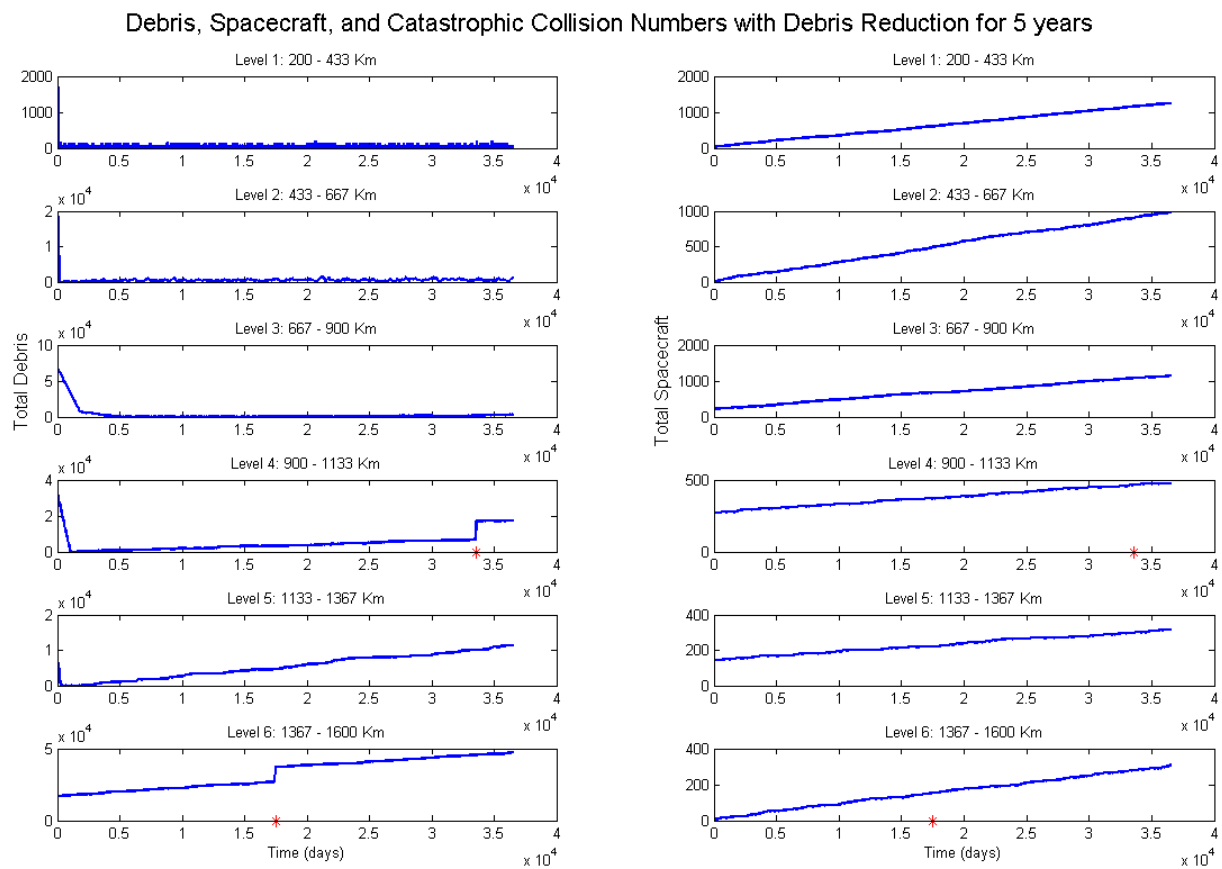 Debris, Spacecraft, and Catastrophic Collision Numbers with Debris Reduction for 5 years
Total Debris
Level 1: 200 - 433 Km
2000
1000
0
0 0.5 1 1.5 2 2.5 3 3.5 4
x 10^4
Level 2: 433 - 667 Km
x 10^4
2
1
0
0 0.5 1 1.5 2 2.5 3 3.5 4
x 10^4
Level 3: 667 - 900 Km
x 10^4
10
5
0
0 0.5 1 1.5 2 2.5 3 3.5 4
x 10^4
Level 4: 900 - 1133 Km
x 10^4
4
2
0
0 0.5 1 1.5 2 2.5 3 3.5 4
x 10^4
Level 5: 1133 - 1367 Km
x 10^4
2
1
0
0 0.5 1 1.5 2 2.5 3 3.5 4
x 10^4
Level 6: 1367 - 1600 Km
x 10^4
5
0
0 0.5 1 1.5 2 2.5 3 3.5 4
Time (days)
x 10^4
Total Spacecraft
Level 1: 200 - 433 Km
2000
1000
0
0 0.5 1 1.5 2 2.5 3 3.5 4
x 10^4
Level 2: 433 - 667 Km
1000
500
0
0 0.5 1 1.5 2 2.5 3 3.5 4
x 10^4
Level 3: 667 - 900 Km
2000
1000
0
0 0.5 1 1.5 2 2.5 3 3.5 4
x 10^4
Level 4: 900 - 1133 Km
500
0
0 0.5 1 1.5 2 2.5 3 3.5 4
x 10^4
Level 5: 1133 - 1367 Km
400
200
0
0 0.5 1 1.5 2 2.5 3 3.5 4
x 10^4
Level 6: 1367 - 1600 Km
400
200
0
0 0.5 1 1.5 2 2.5 3 3.5 4
Time (days)
x 10^4